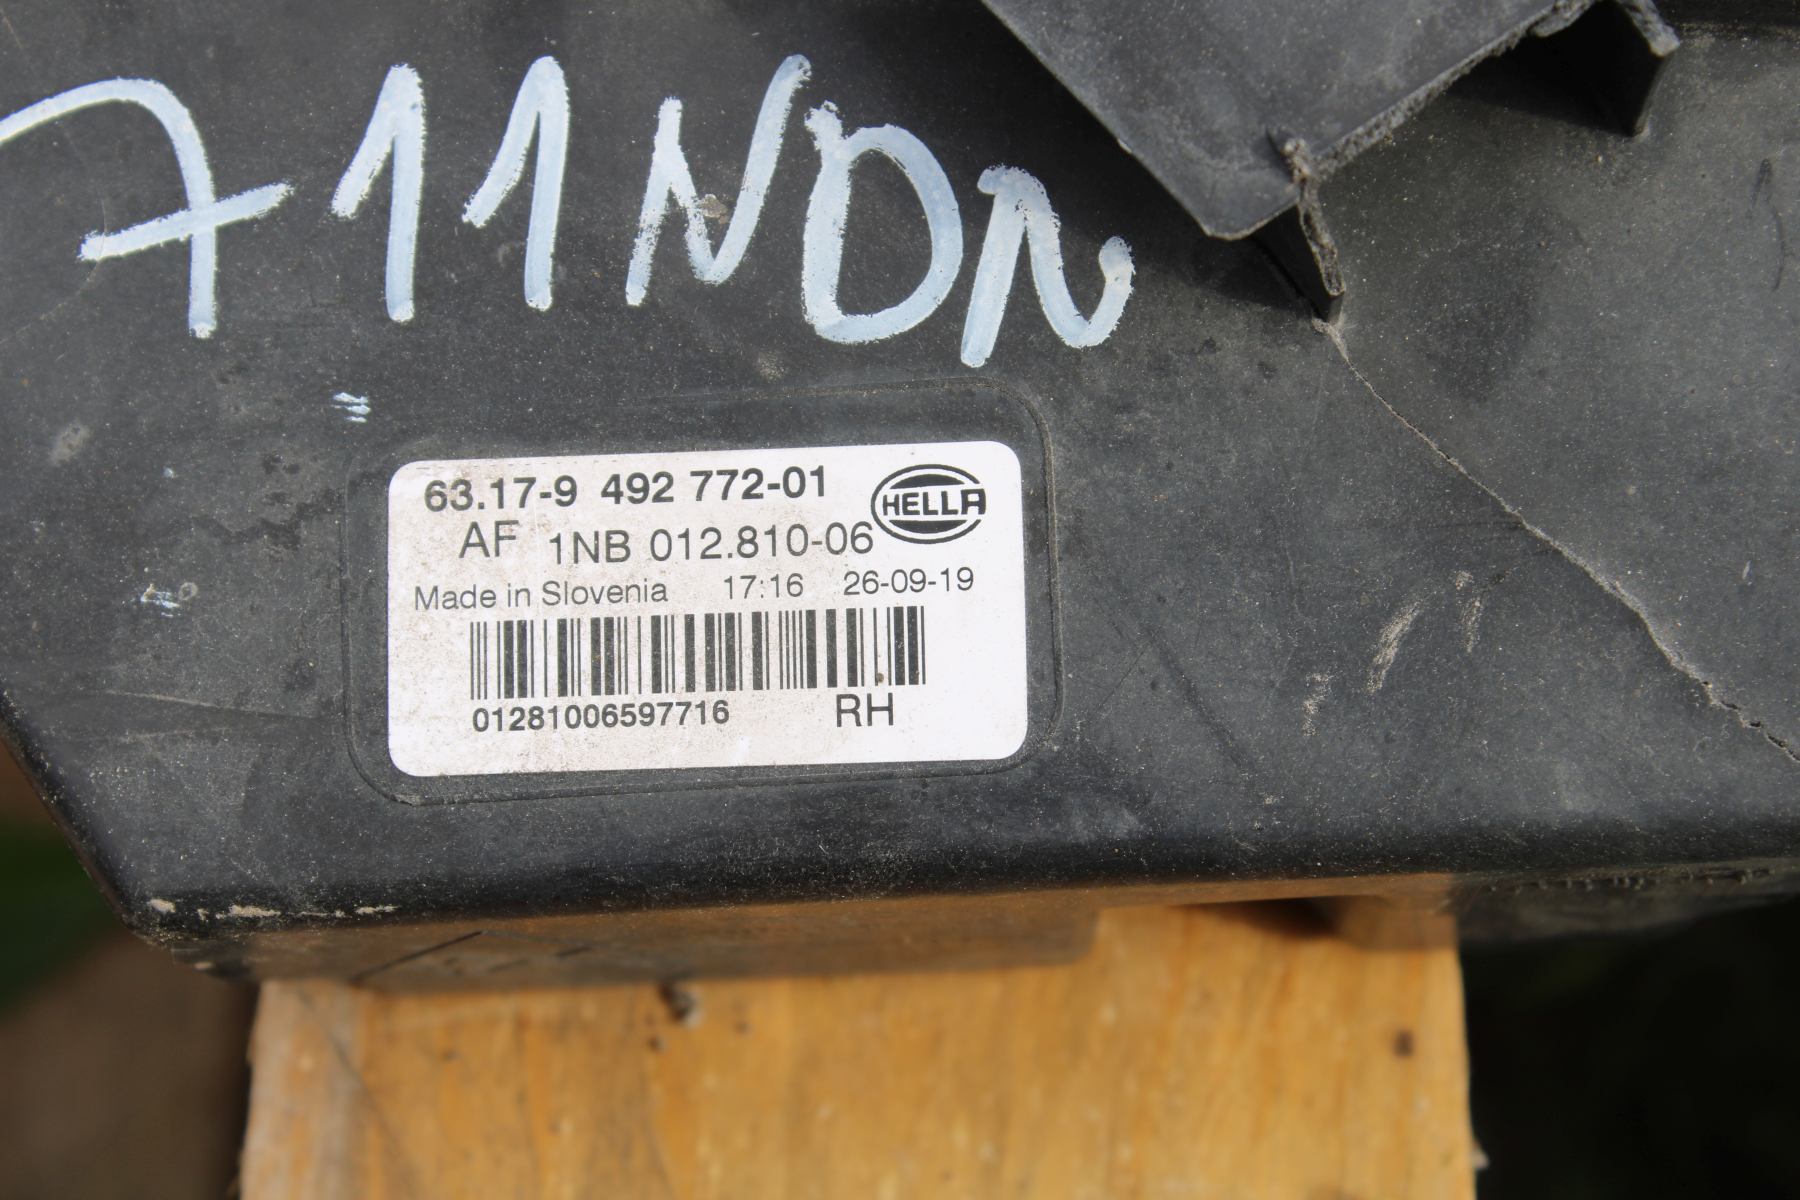 711NDN
63.17-9 492 772-01
HELLA
AF 1NB 012.810-06
Made in Slovenia 17:16 26-09-19
01281006597716 RH